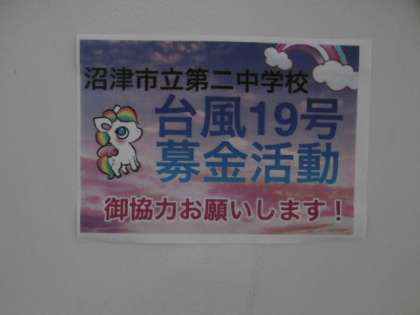 沼津市立第二中学校
台風19号
募金活動
御協力お願いします！